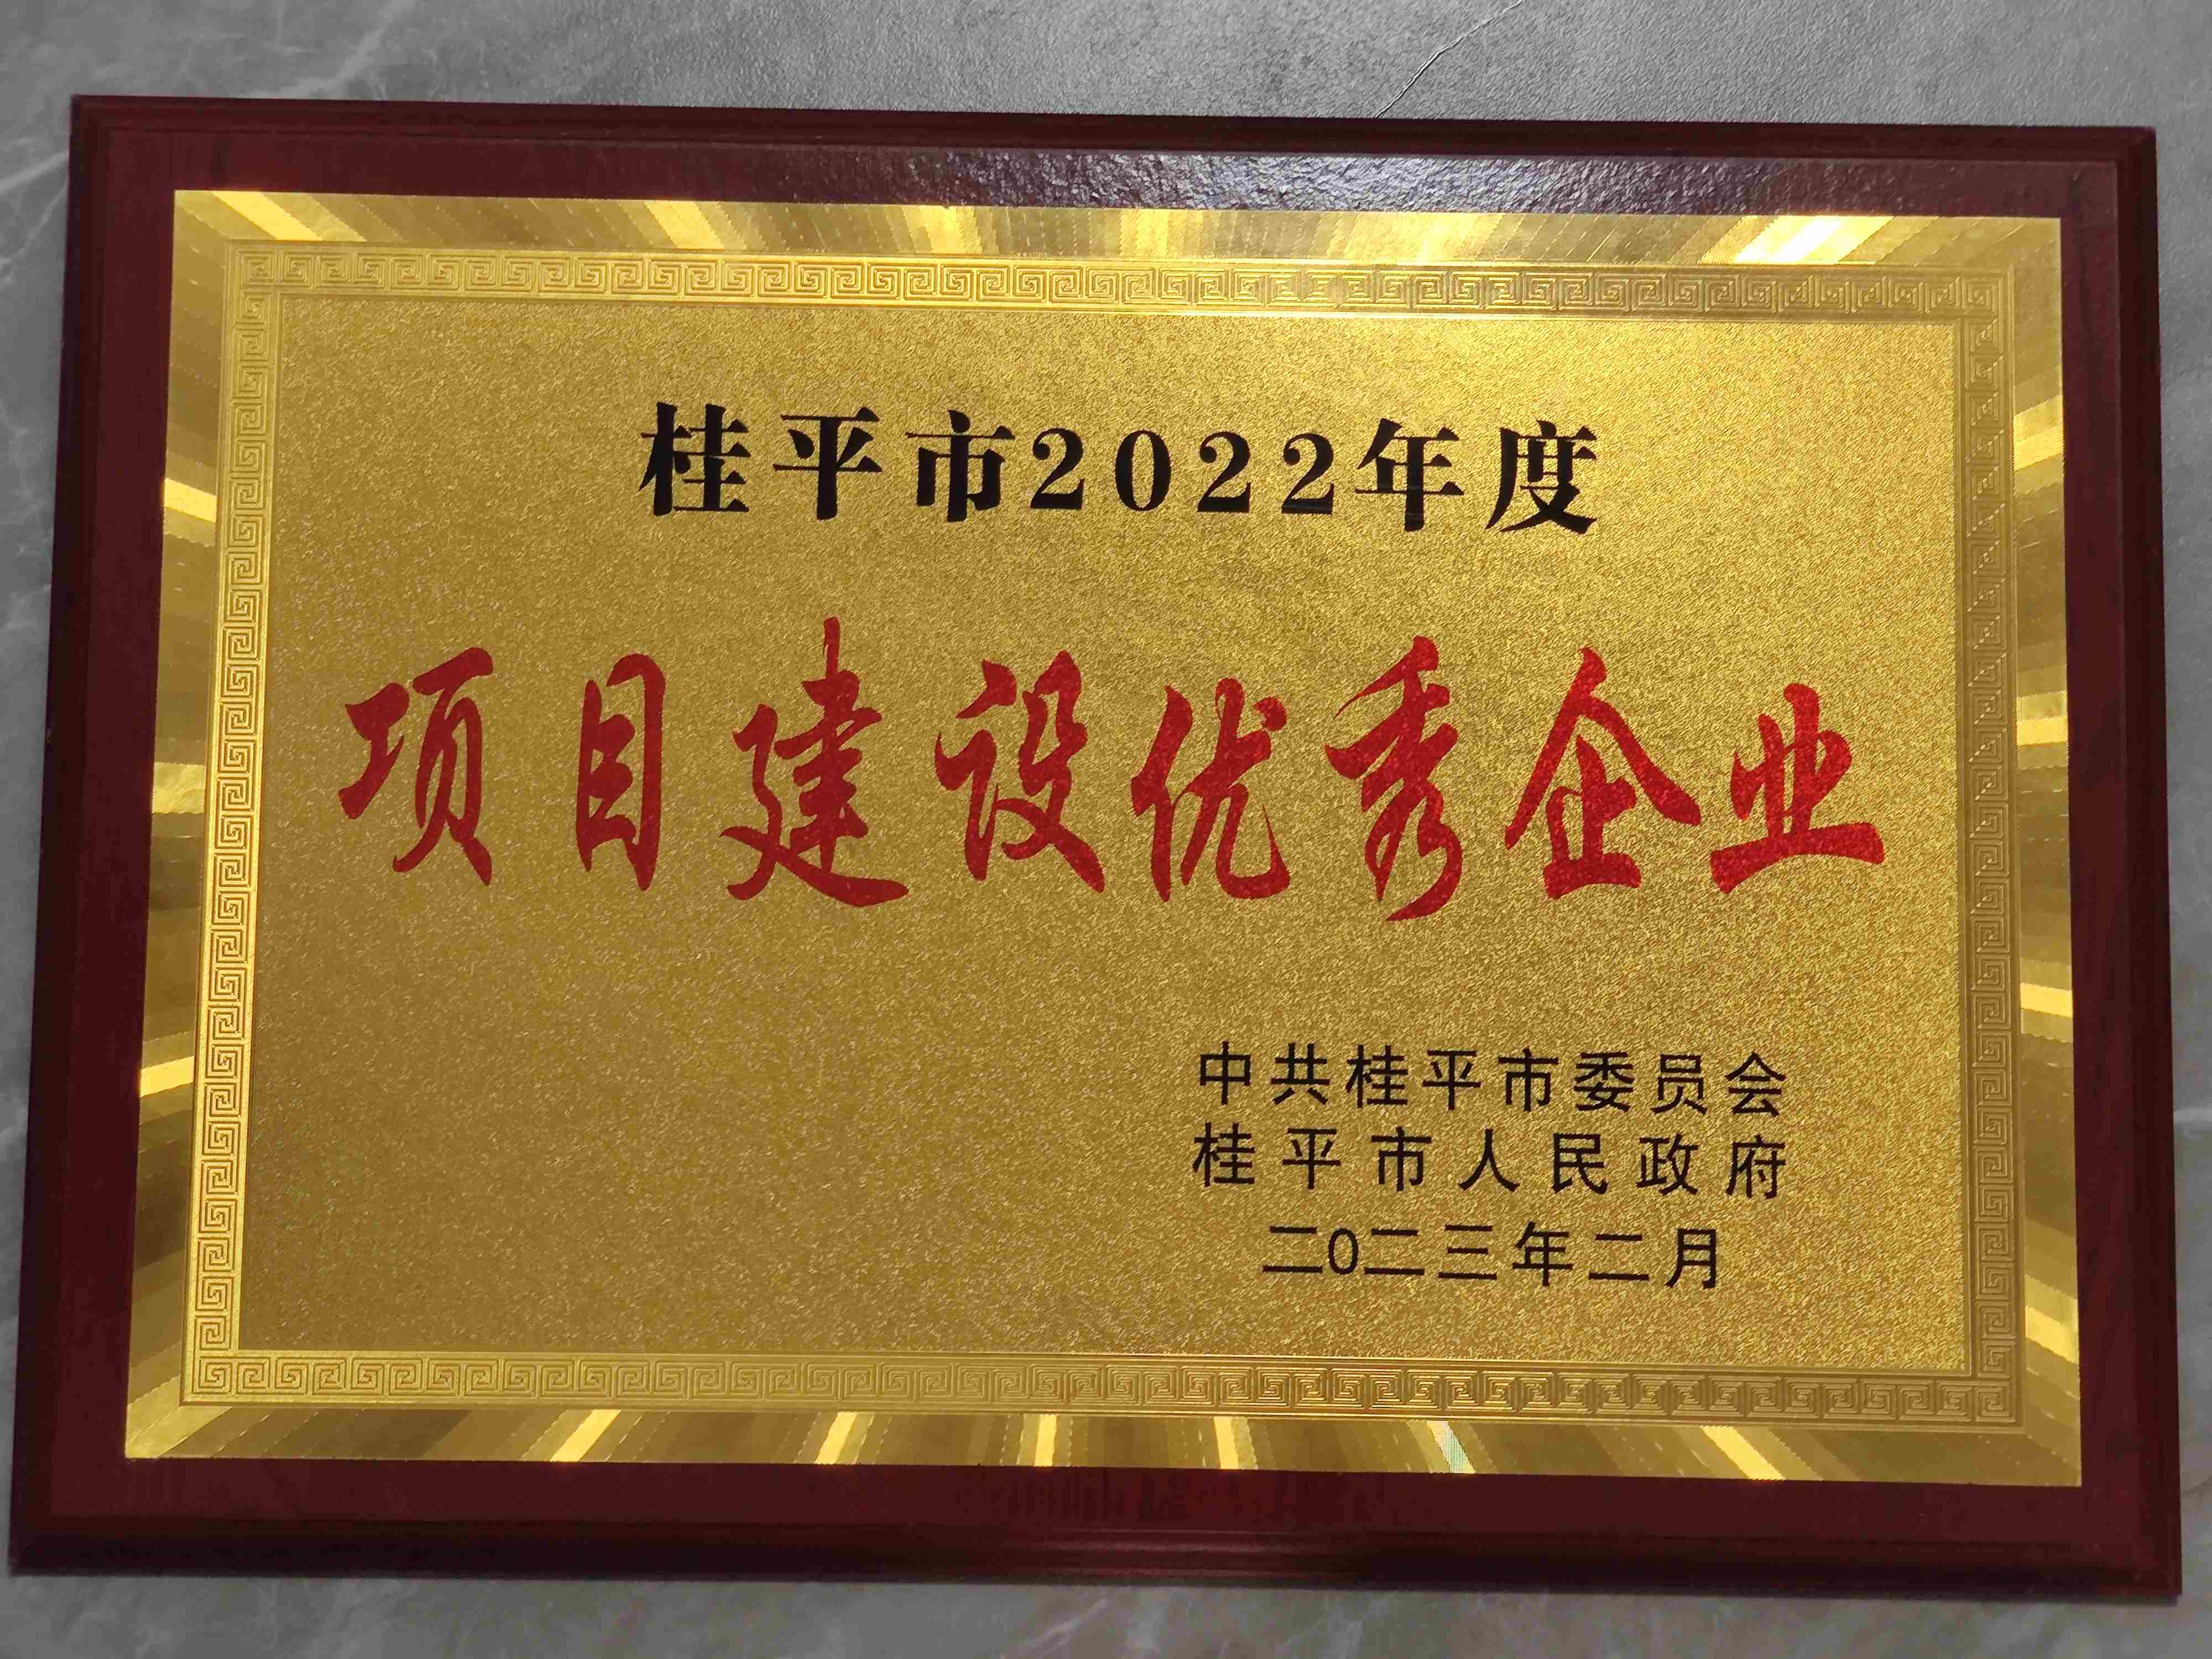 桂平市2022年度
项目建设优秀企业
中共桂平市委员会
桂平市人民政府
二0二三年二月